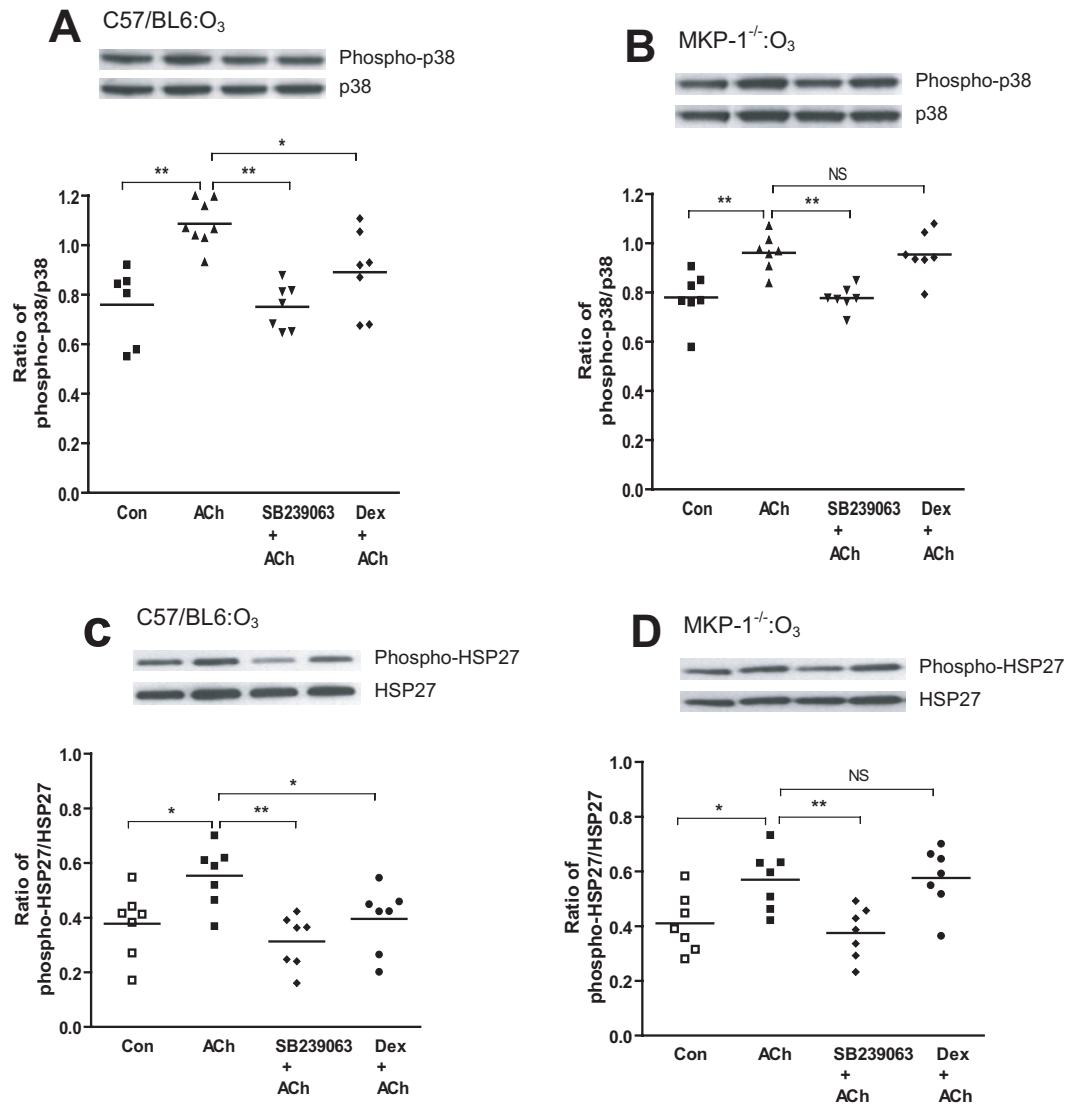 A
C57/BL6:O₃
Phospho-p38
p38
*
**
**
1.2
1.0
0.8
0.6
0.4
0.2
0.0
Ratio of
phospho-p38/p38
Con
ACh
SB239063
+
ACh
Dex
+
ACh
B
MKP-1⁻/⁻:O₃
Phospho-p38
p38
NS
**
**
1.2
1.0
0.8
0.6
0.4
0.2
0.0
Ratio of
phospho-p38/p38
Con
ACh
SB239063
+
ACh
Dex
+
ACh
C
C57/BL6:O₃
Phospho-HSP27
HSP27
*
*
**
1.0
0.8
0.6
0.4
0.2
0.0
Ratio of
phospho-HSP27/HSP27
Con
ACh
SB239063
+
ACh
Dex
+
ACh
D
MKP-1⁻/⁻:O₃
Phospho-HSP27
HSP27
NS
*
**
1.0
0.8
0.6
0.4
0.2
0.0
Ratio of
phospho-HSP27/HSP27
Con
ACh
SB239063
+
ACh
Dex
+
ACh